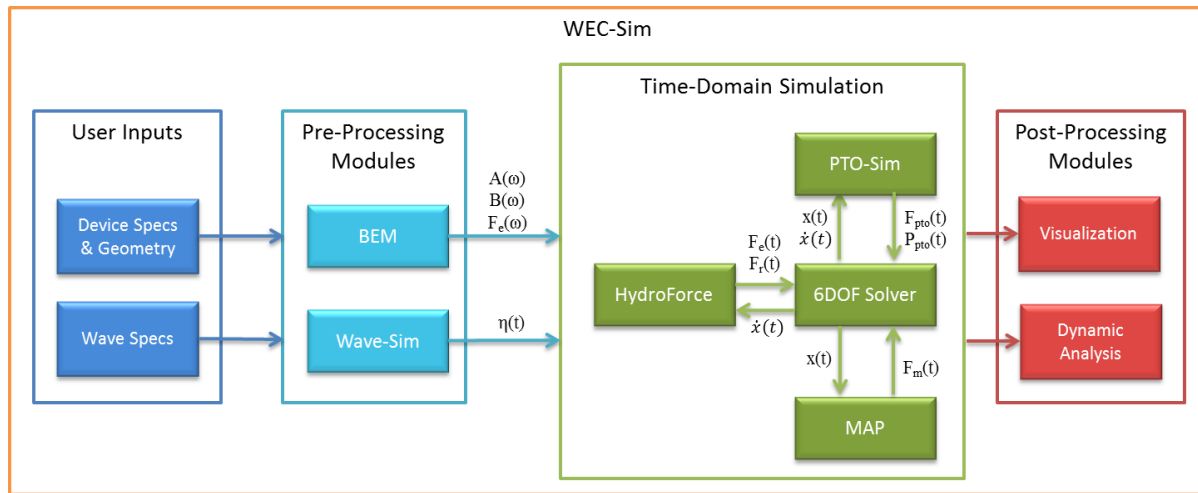 WEC-Sim
User Inputs
Device Specs
& Geometry
Wave Specs
Pre-Processing
Modules
BEM
Wave-Sim
A(ω)
B(ω)
Fₑ(ω)
η(t)
Time-Domain Simulation
PTO-Sim
x(t)
ẋ(t)
Fₚₜₒ(t)
Pₚₜₒ(t)
HydroForce
Fₑ(t)
Fᵣ(t)
ẋ(t)
6DOF Solver
x(t)
Fₘ(t)
MAP
Post-Processing
Modules
Visualization
Dynamic
Analysis